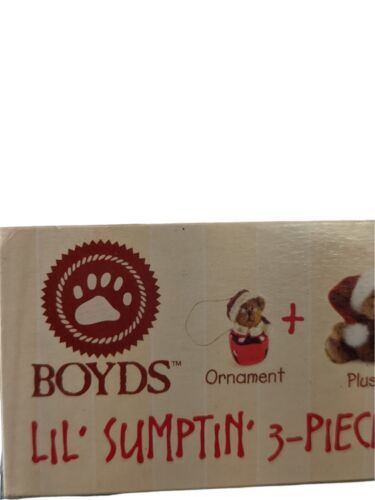 BOYDS™
Ornament + Plus
LIL' SUMPTIN' 3-PIEC